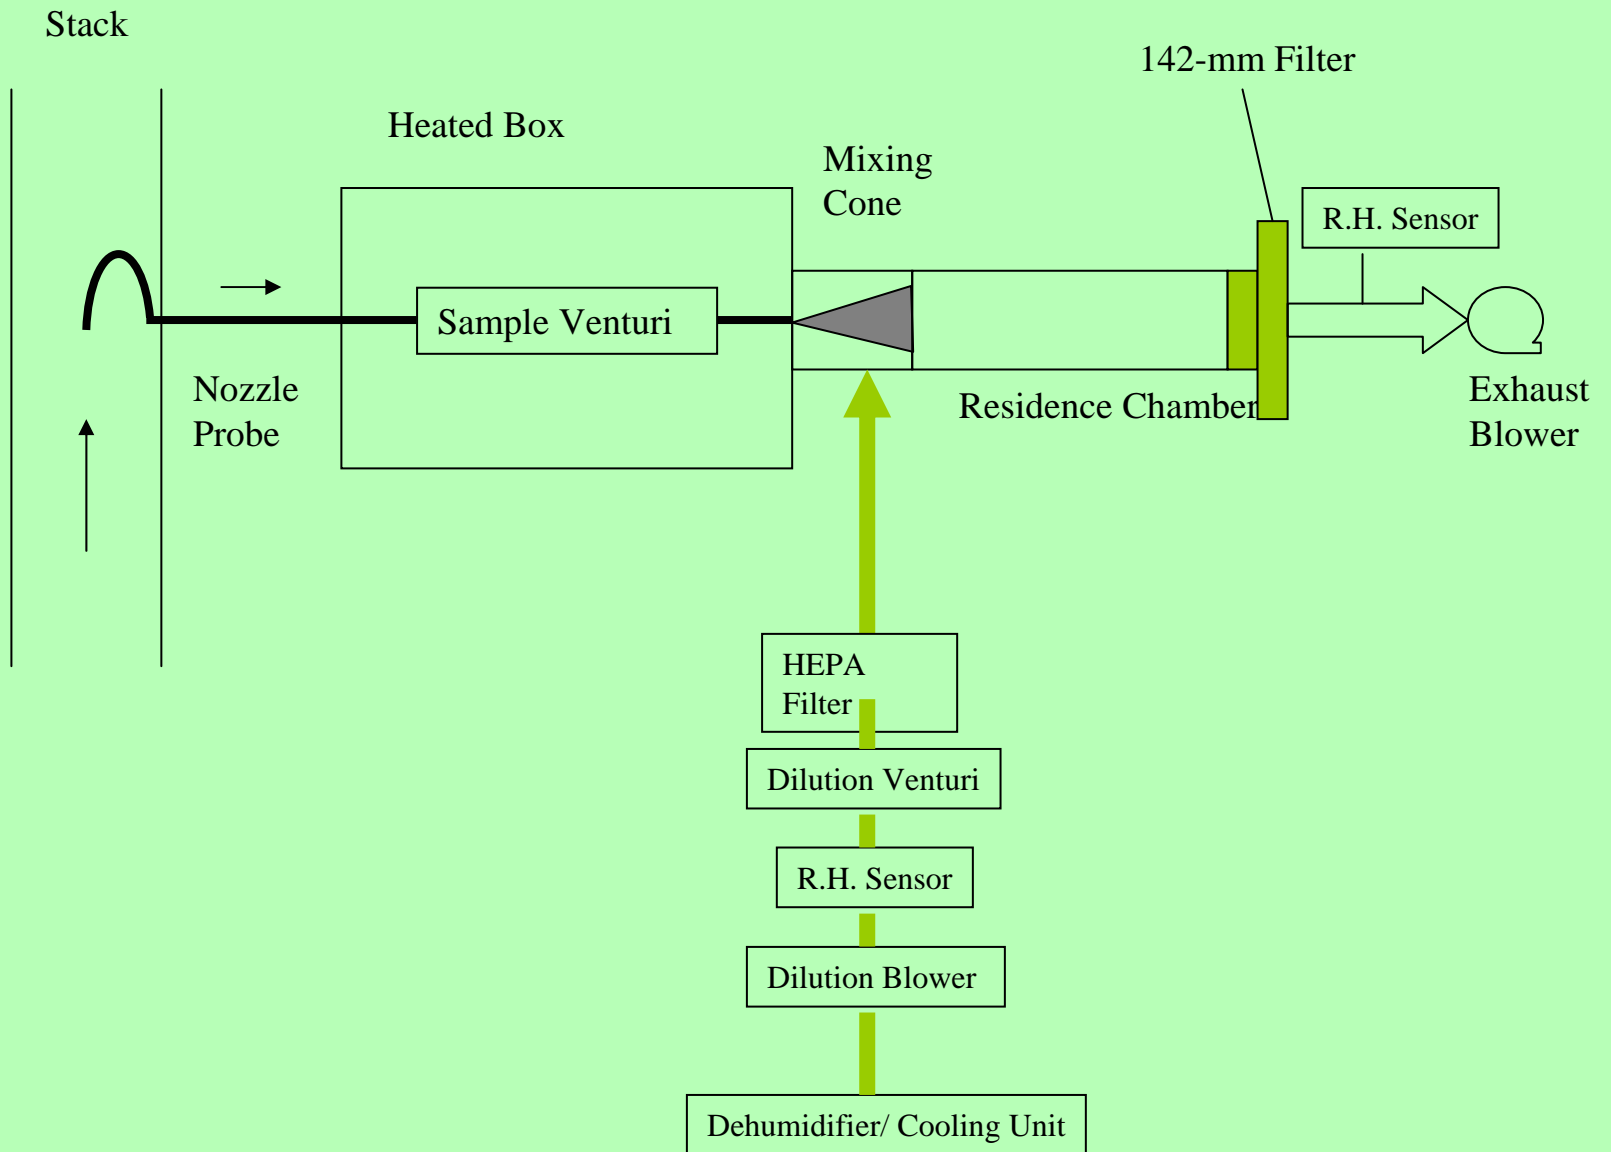 Stack
142-mm Filter
Heated Box
Mixing
Cone
R.H. Sensor
Sample Venturi
Nozzle
Probe
Residence Chamber
Exhaust
Blower
HEPA
Filter
Dilution Venturi
R.H. Sensor
Dilution Blower
Dehumidifier/ Cooling Unit